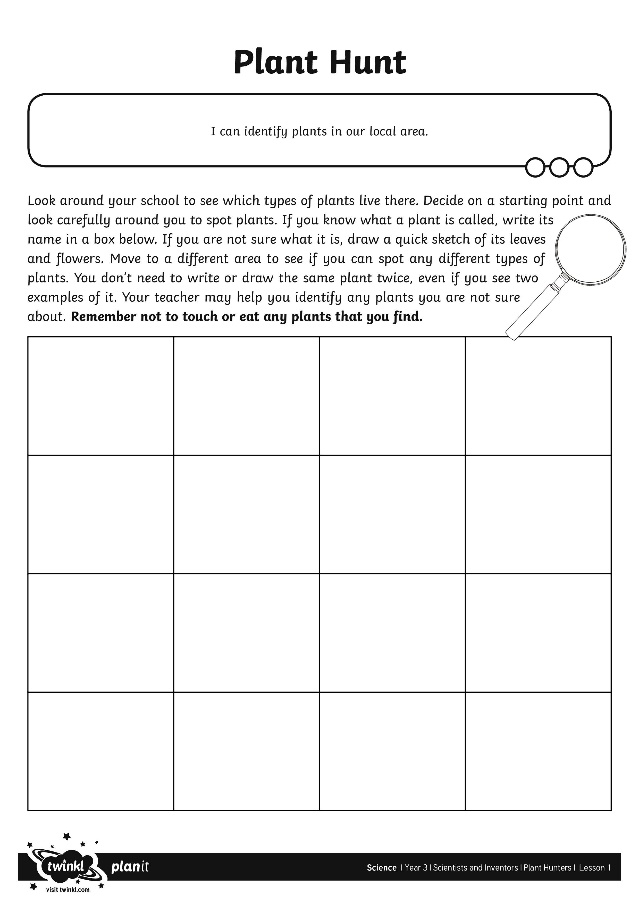 Plant Hunt
I can identify plants in our local area.
Look around your school to see which types of plants live there. Decide on a starting point and
look carefully around you to spot plants. If you know what a plant is called, write its
name in a box below. If you are not sure what it is, draw a quick sketch of its leaves
and flowers. Move to a different area to see if you can spot any different types of
plants. You don't need to write or draw the same plant twice, even if you see two
examples of it. Your teacher may help you identify any plants you are not sure
about. Remember not to touch or eat any plants that you find.
twinkl planit
visit twinkl.com
Science | Year 3 | Scientists and Inventors | Plant Hunters | Lesson 1